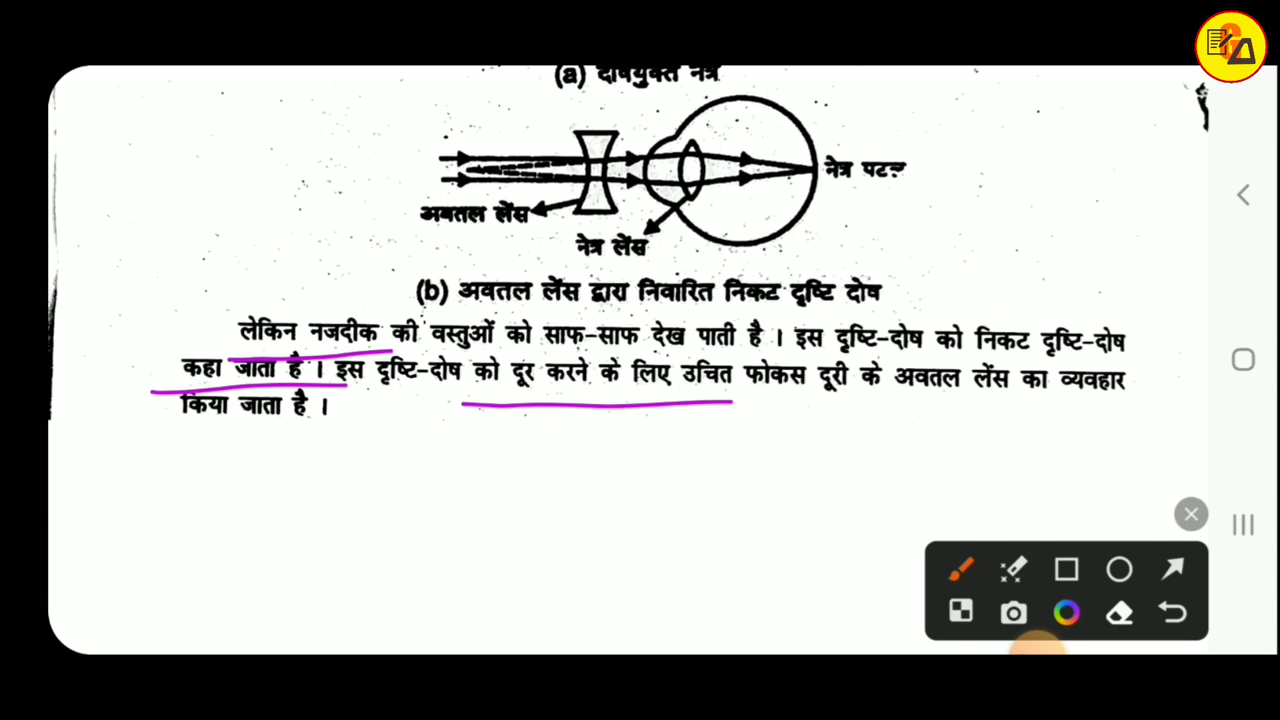 (a) दोषयुक्त नेत्र
नेत्र पटल
अवतल लेंस
नेत्र लेंस
(b) अवतल लेंस द्वारा निवारित निकट दृष्टि दोष
लेकिन नजदीक की वस्तुओं को साफ-साफ देख पाती है । इस दृष्टि-दोष को निकट दृष्टि-दोष
कहा जाता है । इस दृष्टि-दोष को दूर करने के लिए उचित फोकस दूरी के अवतल लेंस का व्यवहार
किया जाता है ।